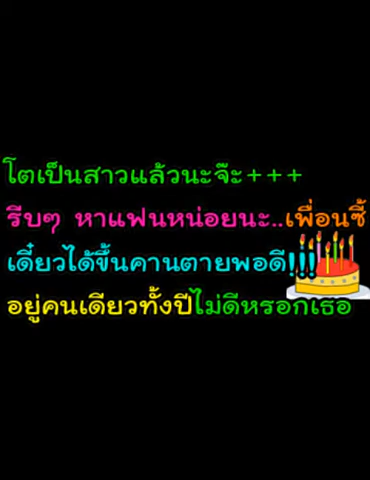 โตเป็นสาวแล้วนะจ๊ะ+++
รีบๆ หาแฟนหน่อยนะ..เพื่อนซี้
เดี๋ยวได้ขึ้นคานตายพอดี!!!
อยู่คนเดียวทั้งปีไม่ดีหรอกเธอ